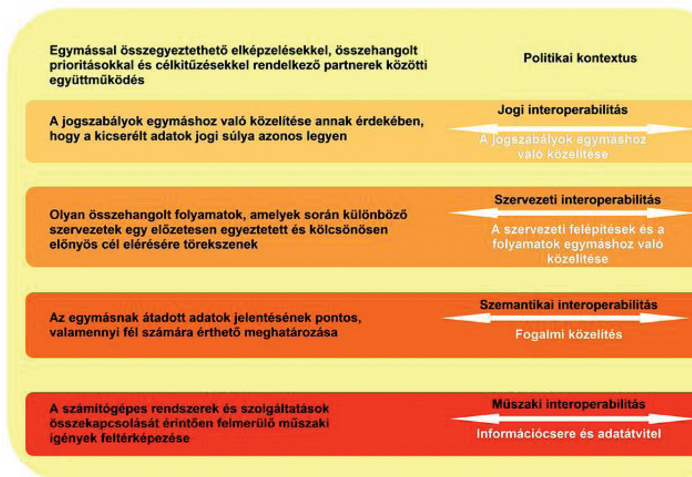 Egymással összegyeztethető elképzelésekkel, összehangolt
prioritásokkal és célkitűzésekkel rendelkező partnerek közötti
együttműködés
Politikai kontextus
A jogszabályok egymáshoz való közelítése annak érdekében,
hogy a kicserélt adatok jogi súlya azonos legyen
Jogi interoperabilitás
A jogszabályok egymáshoz
való közelítése
Olyan összehangolt folyamatok, amelyek során különböző
szervezetek egy előzetesen egyeztetett és kölcsönösen
előnyös cél elérésére törekszenek
Szervezeti interoperabilitás
A szervezeti felépítések és a
folyamatok egymáshoz való
közelítése
Az egymásnak átadott adatok jelentésének pontos,
valamennyi fél számára érthető meghatározása
Szemantikai interoperabilitás
Fogalmi közelítés
A számítógépes rendszerek és szolgáltatások
összekapcsolását érintően felmerülő műszaki
igények feltérképezése
Műszaki interoperabilitás
Információcsere és adatátvitel